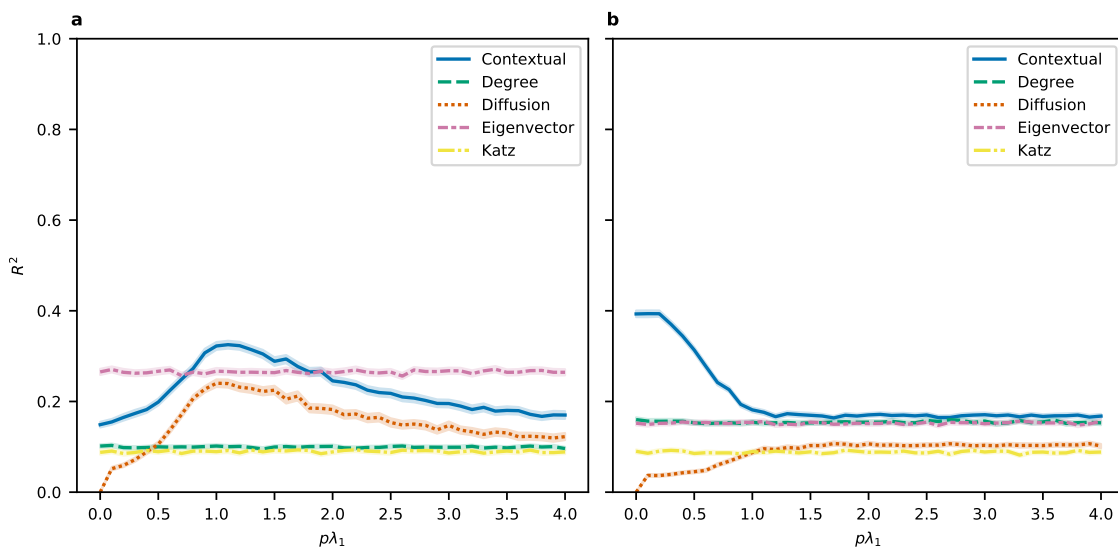 a
b
1.0
0.8
0.6
0.4
0.2
0.0
R²
Contextual
Degree
Diffusion
Eigenvector
Katz
0.0 0.5 1.0 1.5 2.0 2.5 3.0 3.5 4.0
pλ₁
Contextual
Degree
Diffusion
Eigenvector
Katz
0.0 0.5 1.0 1.5 2.0 2.5 3.0 3.5 4.0
pλ₁